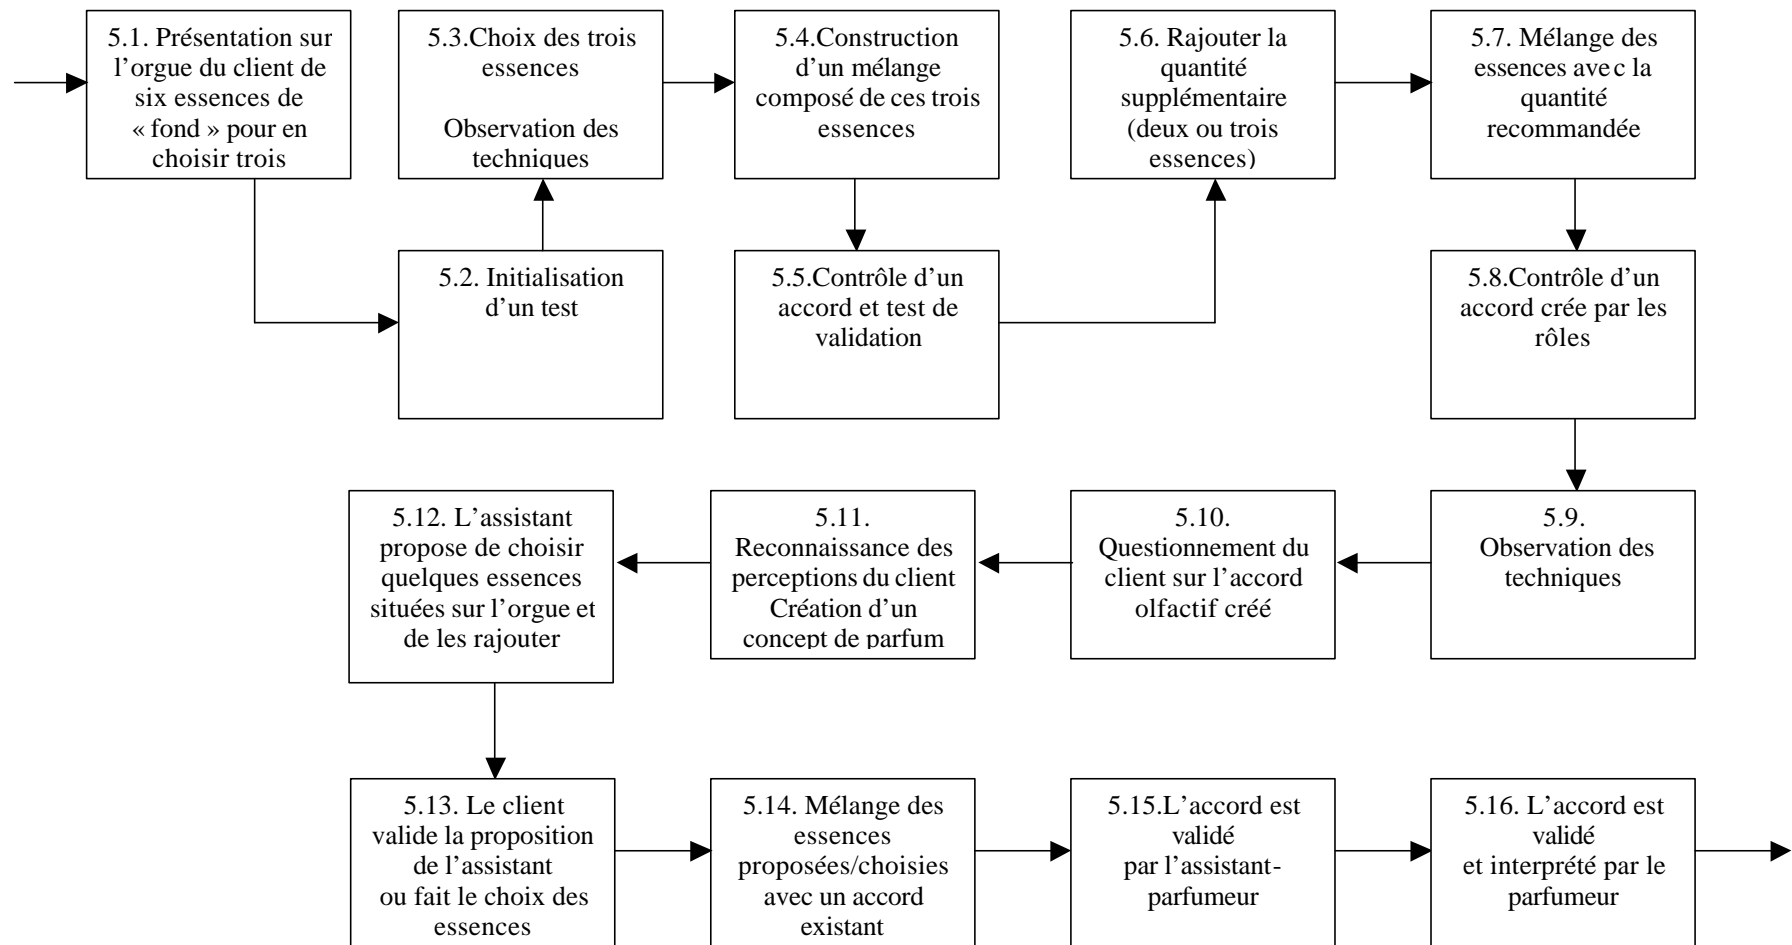 5.1. Présentation sur
l’orgue du client de
six essences de
« fond » pour en
choisir trois
5.2. Initialisation
d’un test
5.3.Choix des trois
essences
Observation des
techniques
5.4.Construction
d’un mélange
composé de ces trois
essences
5.5.Contrôle d’un
accord et test de
validation
5.6. Rajouter la
quantité
supplémentaire
(deux ou trois
essences)
5.7. Mélange des
essences avec la
quantité
recommandée
5.8.Contrôle d’un
accord crée par les
rôles
5.9.
Observation des
techniques
5.10.
Questionnement du
client sur l’accord
olfactif créé
5.11.
Reconnaissance des
perceptions du client
Création d’un
concept de parfum
5.12. L’assistant
propose de choisir
quelques essences
situées sur l’orgue et
de les rajouter
5.13. Le client
valide la proposition
de l’assistant
ou fait le choix des
essences
5.14. Mélange des
essences
proposées/choisies
avec un accord
existant
5.15.L’accord est
validé
par l’assistant-
parfumeur
5.16. L’accord est
validé
et interprété par le
parfumeur